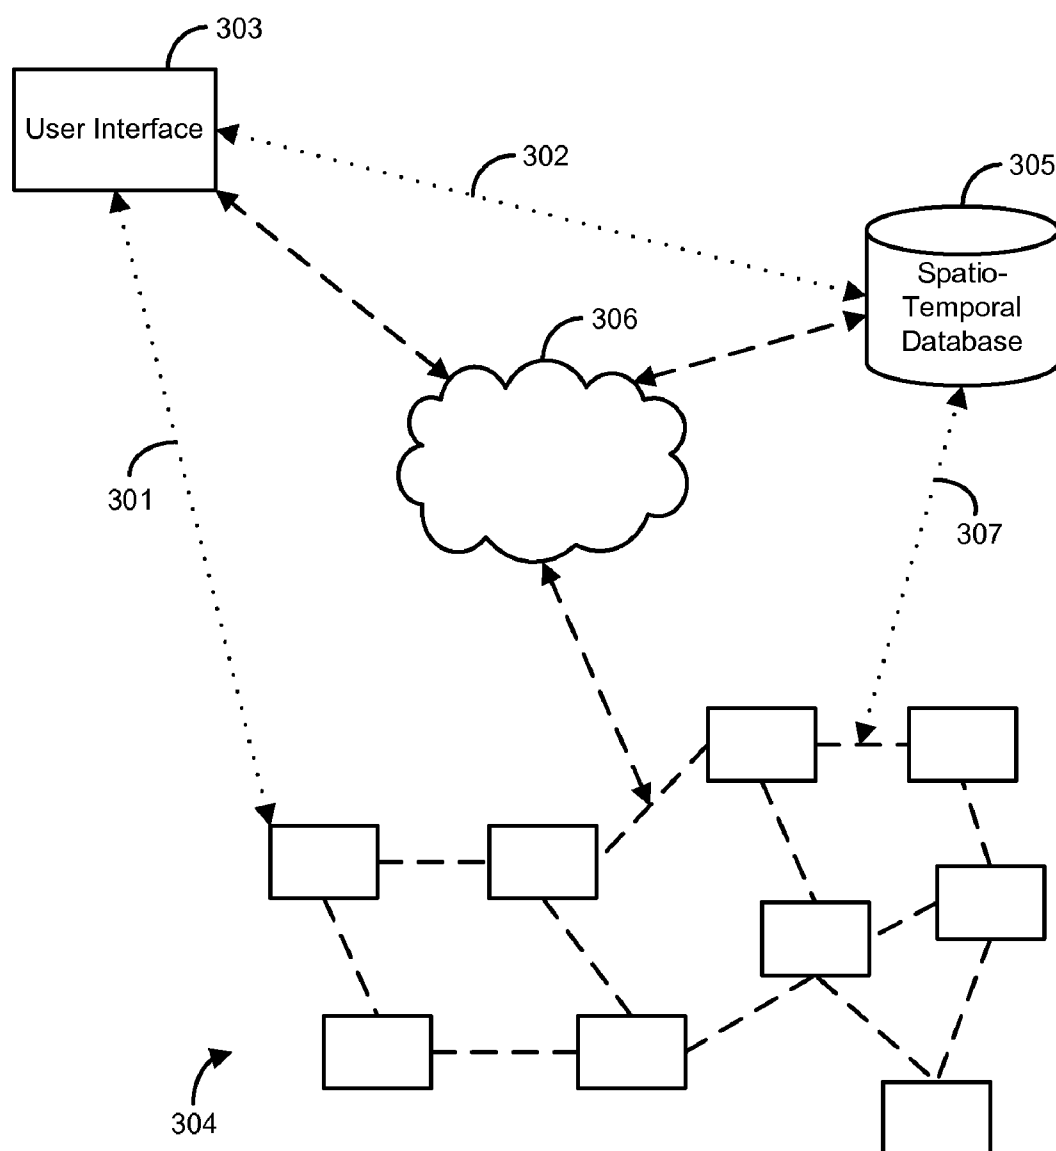 303
User Interface
302
305
Spatio-
Temporal
Database
306
301
307
304